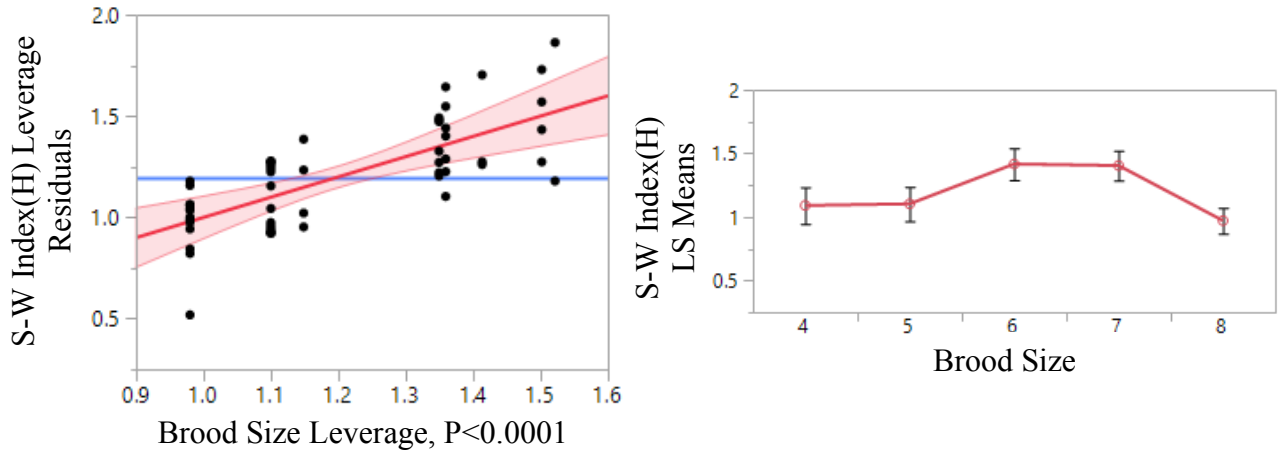 S-W Index(H) Leverage
Residuals
2.0
1.5
1.0
0.5
0.9 1.0 1.1 1.2 1.3 1.4 1.5 1.6
Brood Size Leverage, P<0.0001
S-W Index(H)
LS Means
2
1.5
1
0.5
4 5 6 7 8
Brood Size